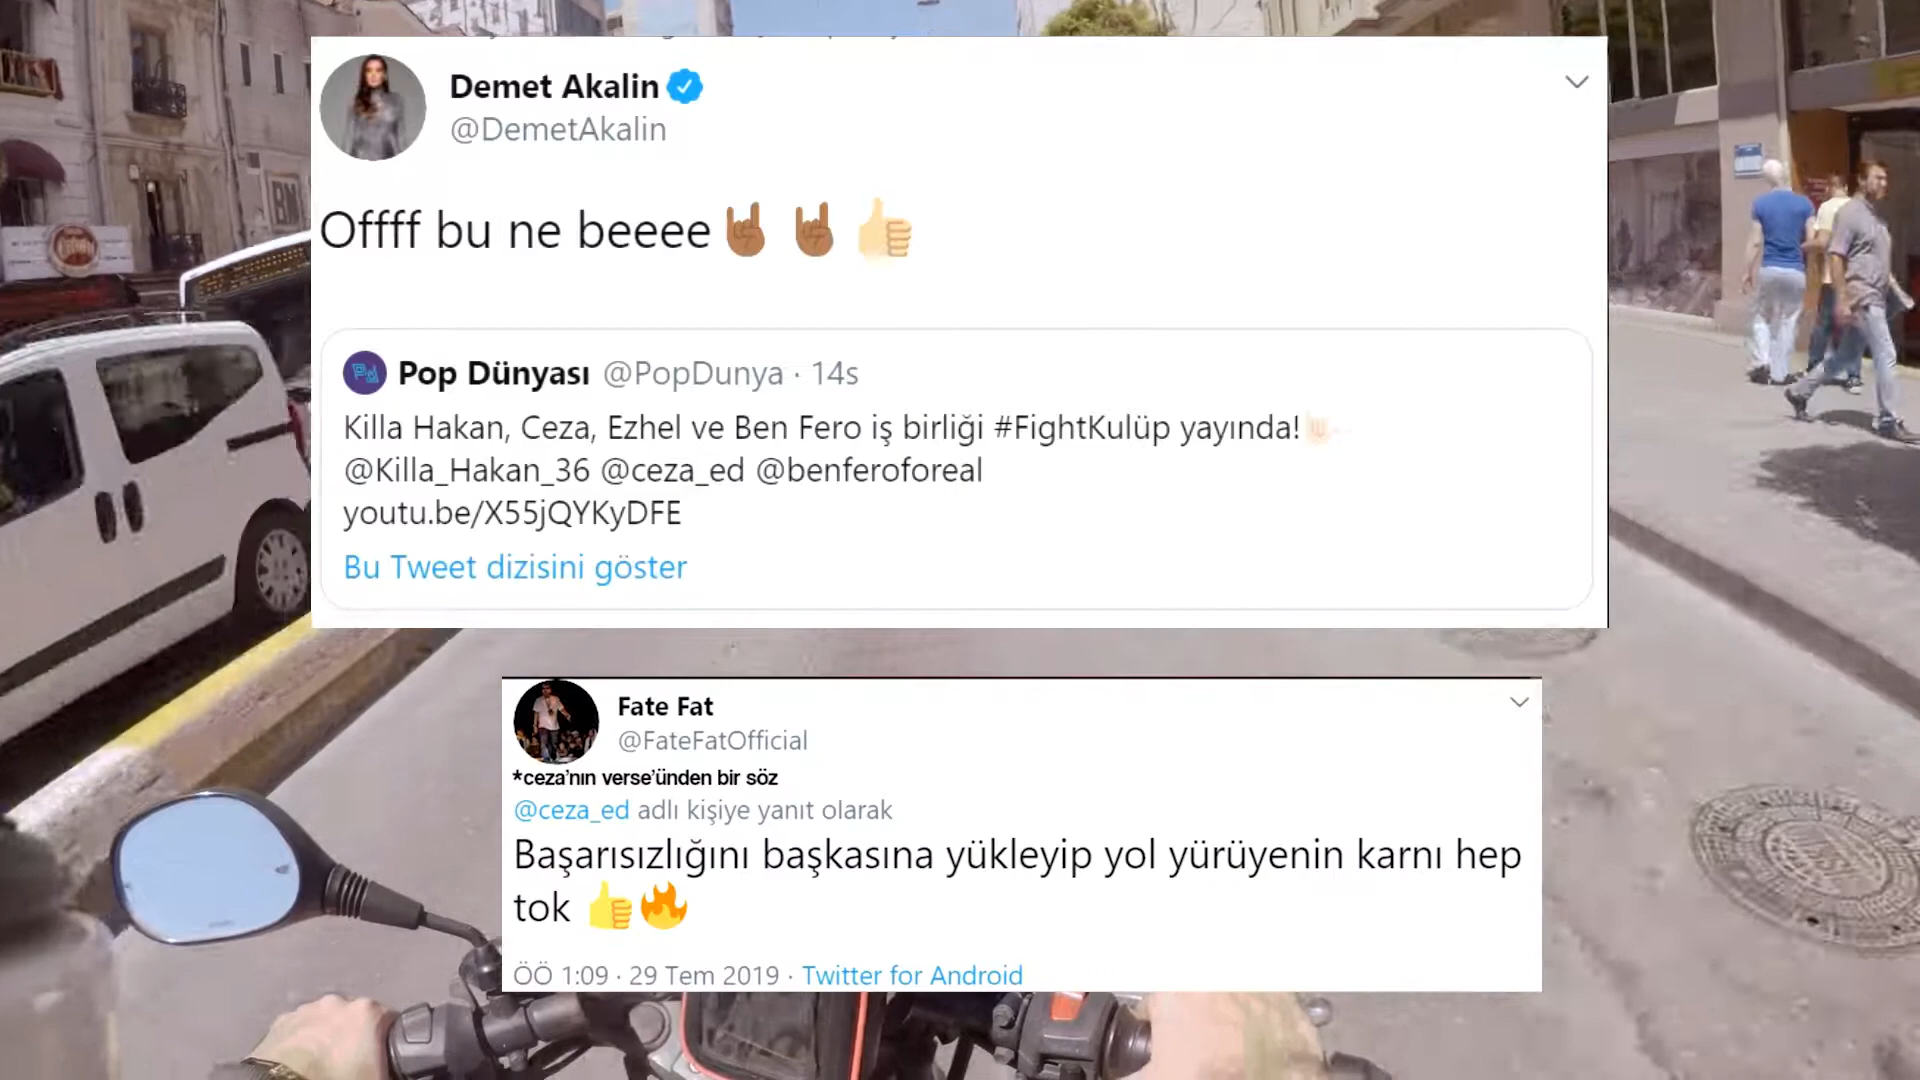 Demet Akalin
@DemetAkalin
Offff bu ne beeee🤘🏾 🤘🏾 👍🏻
Pop Dünyası @PopDunya · 14s
Killa Hakan, Ceza, Ezhel ve Ben Fero iş birliği #FightKulüp yayında!
@Killa_Hakan_36 @ceza_ed @benferoforeal
youtu.be/X55jQYKyDFE
Bu Tweet dizisini göster
Fate Fat
@FateFatOfficial
*ceza'nın verse'ünden bir söz
@ceza_ed adlı kişiye yanıt olarak
Başarısızlığını başkasına yükleyip yol yürüyenin karnı hep
tok 👍🔥
ÖÖ 1:09 · 29 Tem 2019 · Twitter for Android